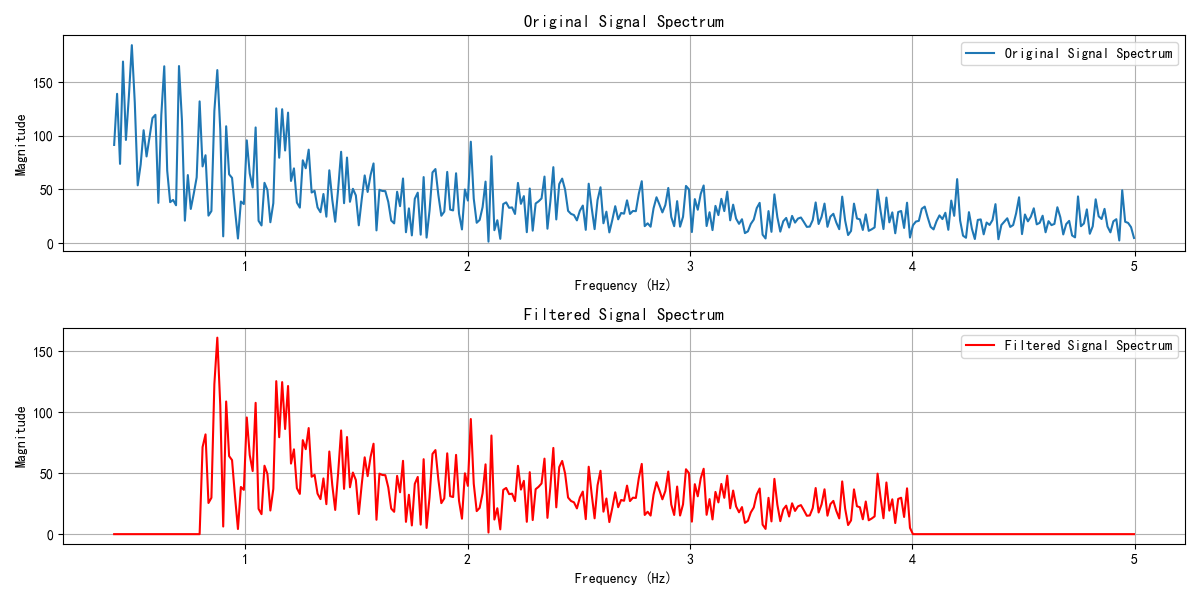 Original Signal Spectrum
Original Signal Spectrum
Magnitude
150
100
50
0
1
2
3
4
5
Frequency (Hz)
Filtered Signal Spectrum
Filtered Signal Spectrum
Magnitude
150
100
50
0
1
2
3
4
5
Frequency (Hz)